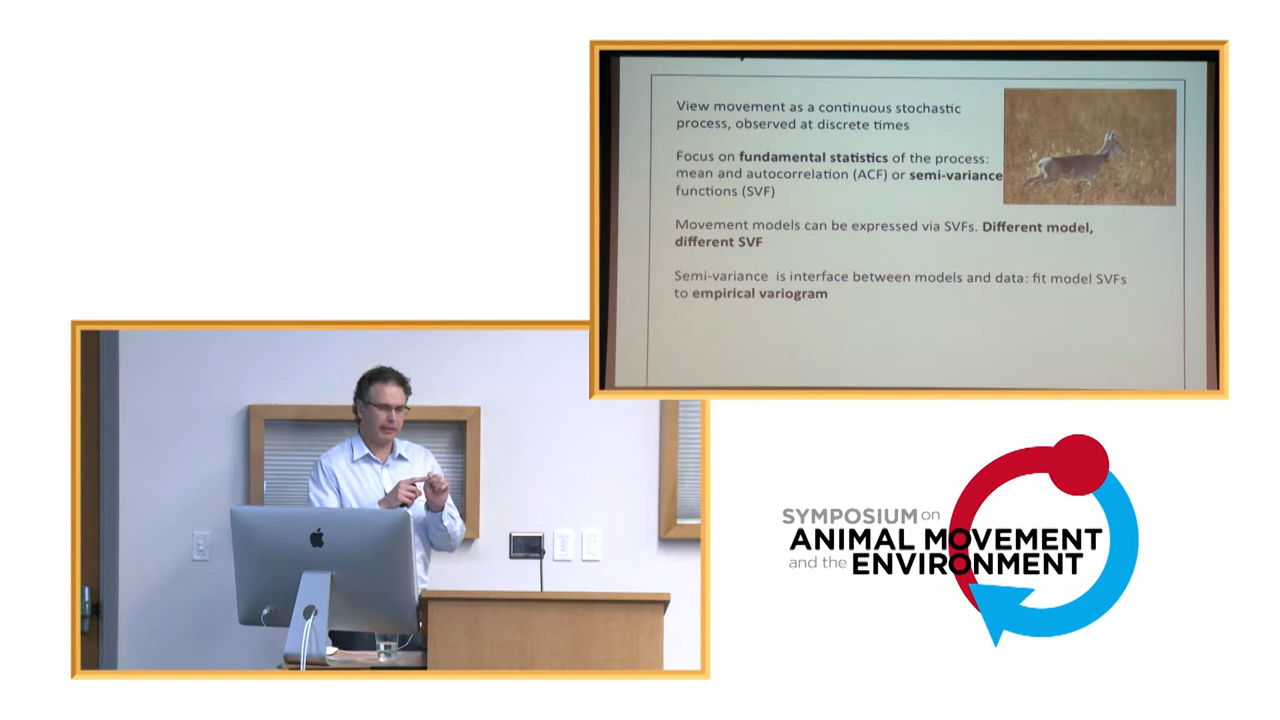 View movement as a continuous stochastic
process, observed at discrete times
Focus on fundamental statistics of the process:
mean and autocorrelation (ACF) or semi-variance
functions (SVF)
Movement models can be expressed via SVFs. Different model,
different SVF
Semi-variance is interface between models and data: fit model SVFs
to empirical variogram
SYMPOSIUM on
ANIMAL MOVEMENT
and the ENVIRONMENT